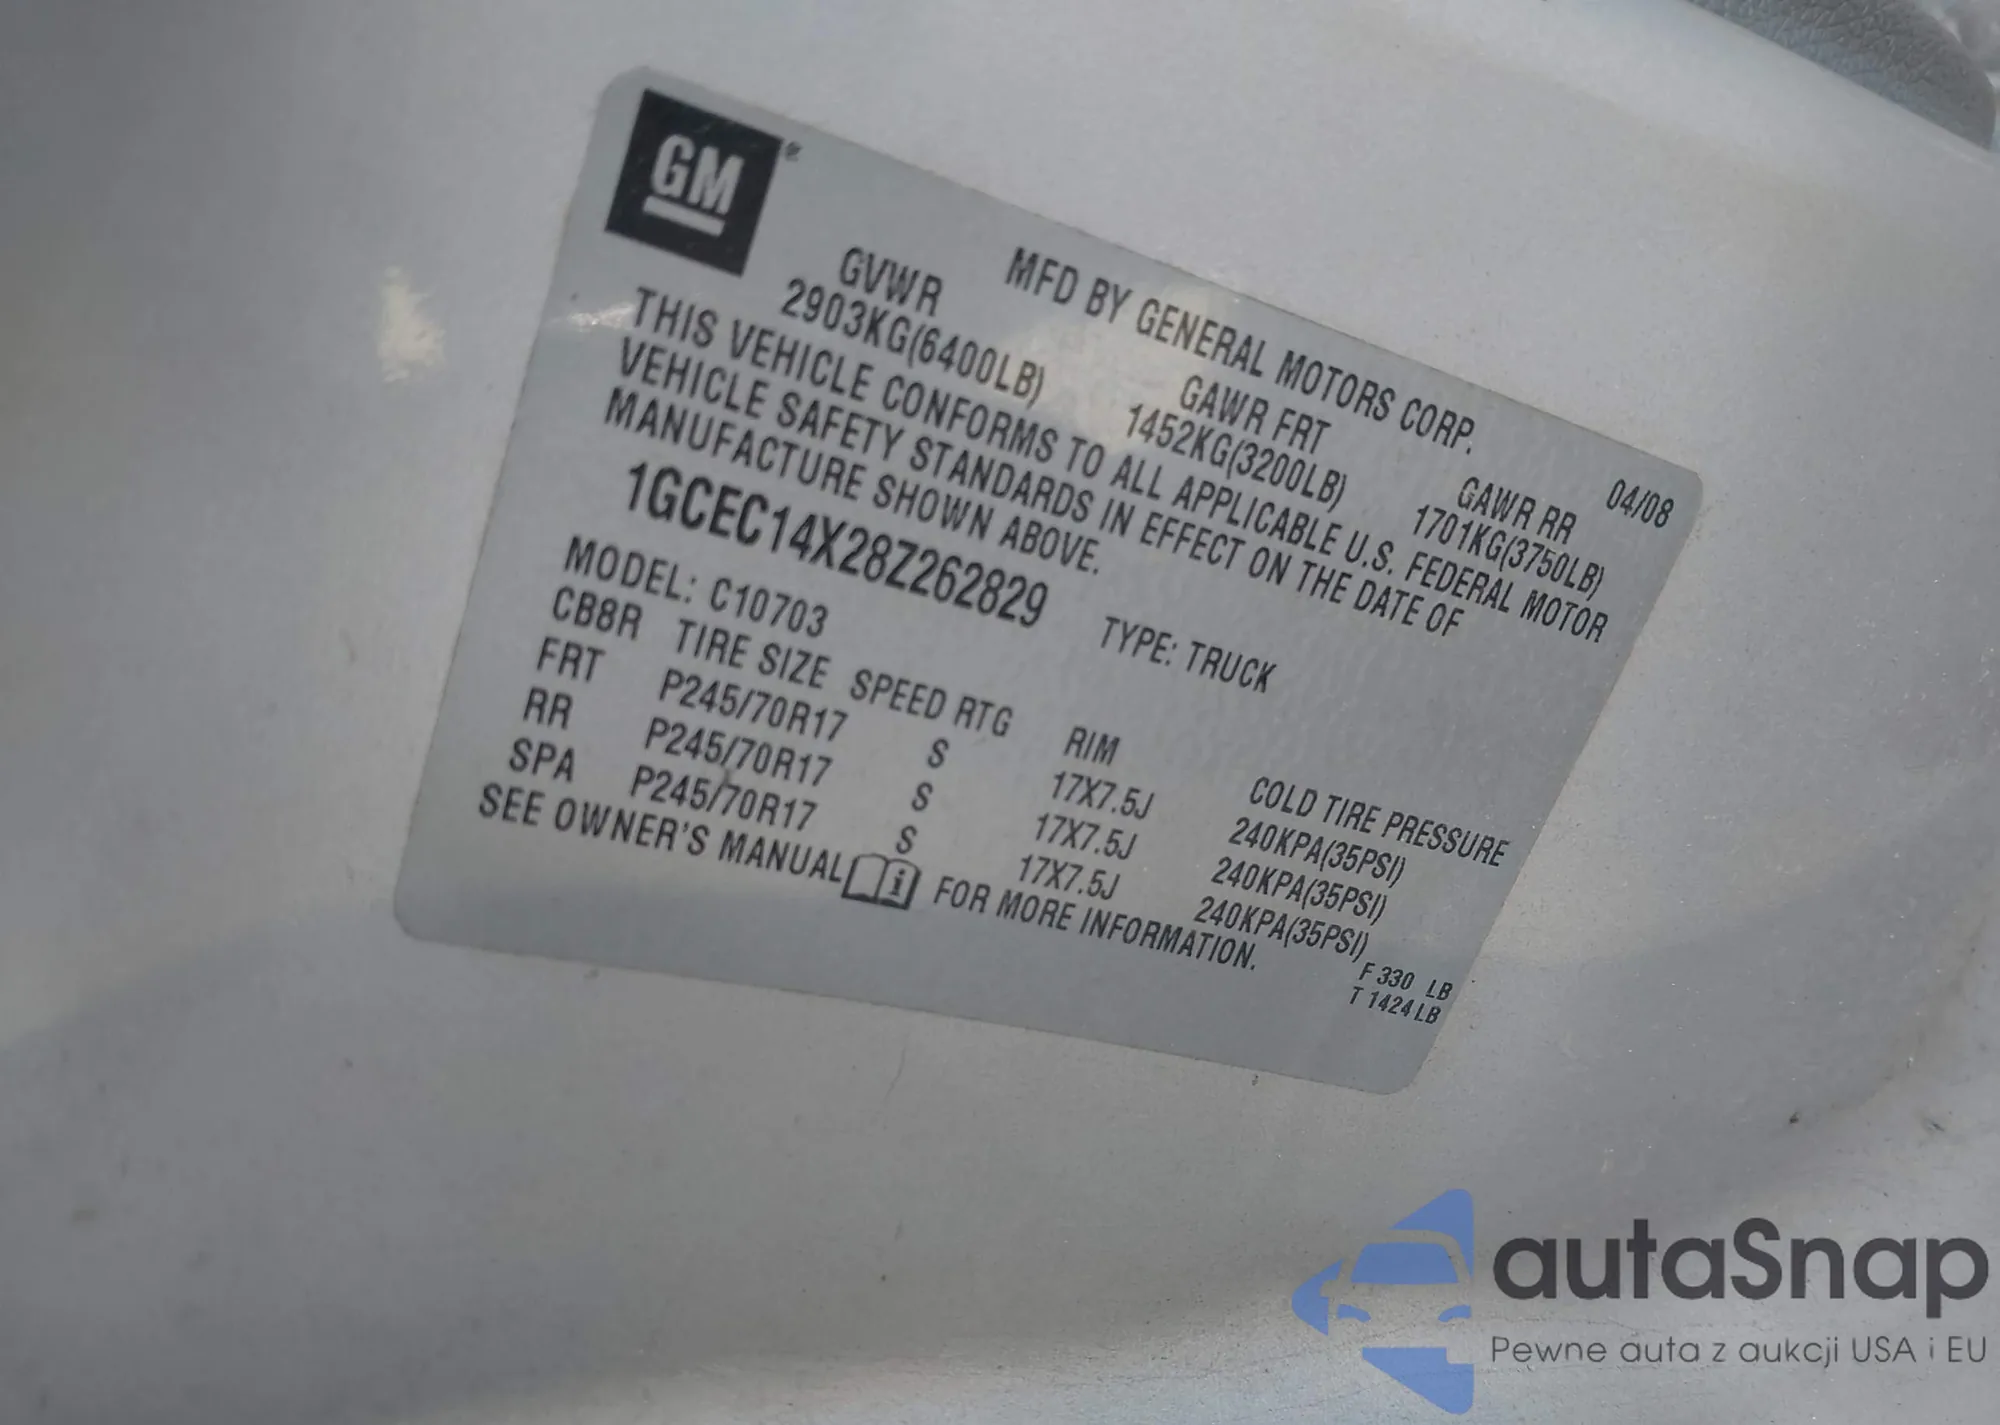 GM
MFD BY GENERAL MOTORS CORP. 04/08
GVWR GAWR FRT GAWR RR
2903KG(6400LB) 1452KG(3200LB) 1701KG(3750LB)
THIS VEHICLE CONFORMS TO ALL APPLICABLE U.S. FEDERAL MOTOR
VEHICLE SAFETY STANDARDS IN EFFECT ON THE DATE OF
MANUFACTURE SHOWN ABOVE.
1GCEC14X28Z262829 TYPE: TRUCK
MODEL: C10703
CB8R TIRE SIZE SPEED RTG RIM COLD TIRE PRESSURE
FRT P245/70R17 S 17X7.5J 240KPA(35PSI)
RR P245/70R17 S 17X7.5J 240KPA(35PSI)
SPA P245/70R17 S 17X7.5J 240KPA(35PSI)
SEE OWNER'S MANUAL i FOR MORE INFORMATION.
F 330 LB
T 1424 LB
autaSnap
Pewne auta z aukcji USA i EU